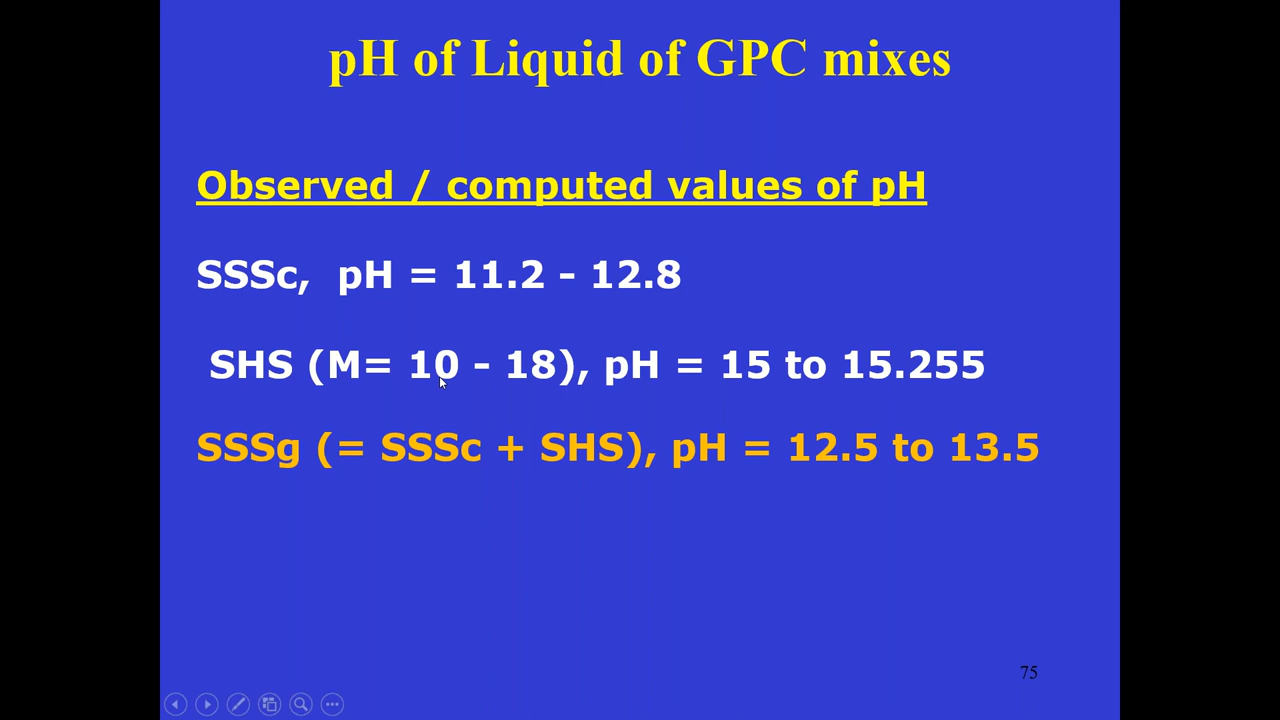 pH of Liquid of GPC mixes
Observed / computed values of pH
SSSc, pH = 11.2 - 12.8
SHS (M= 10 - 18), pH = 15 to 15.255
SSSg (= SSSc + SHS), pH = 12.5 to 13.5
75